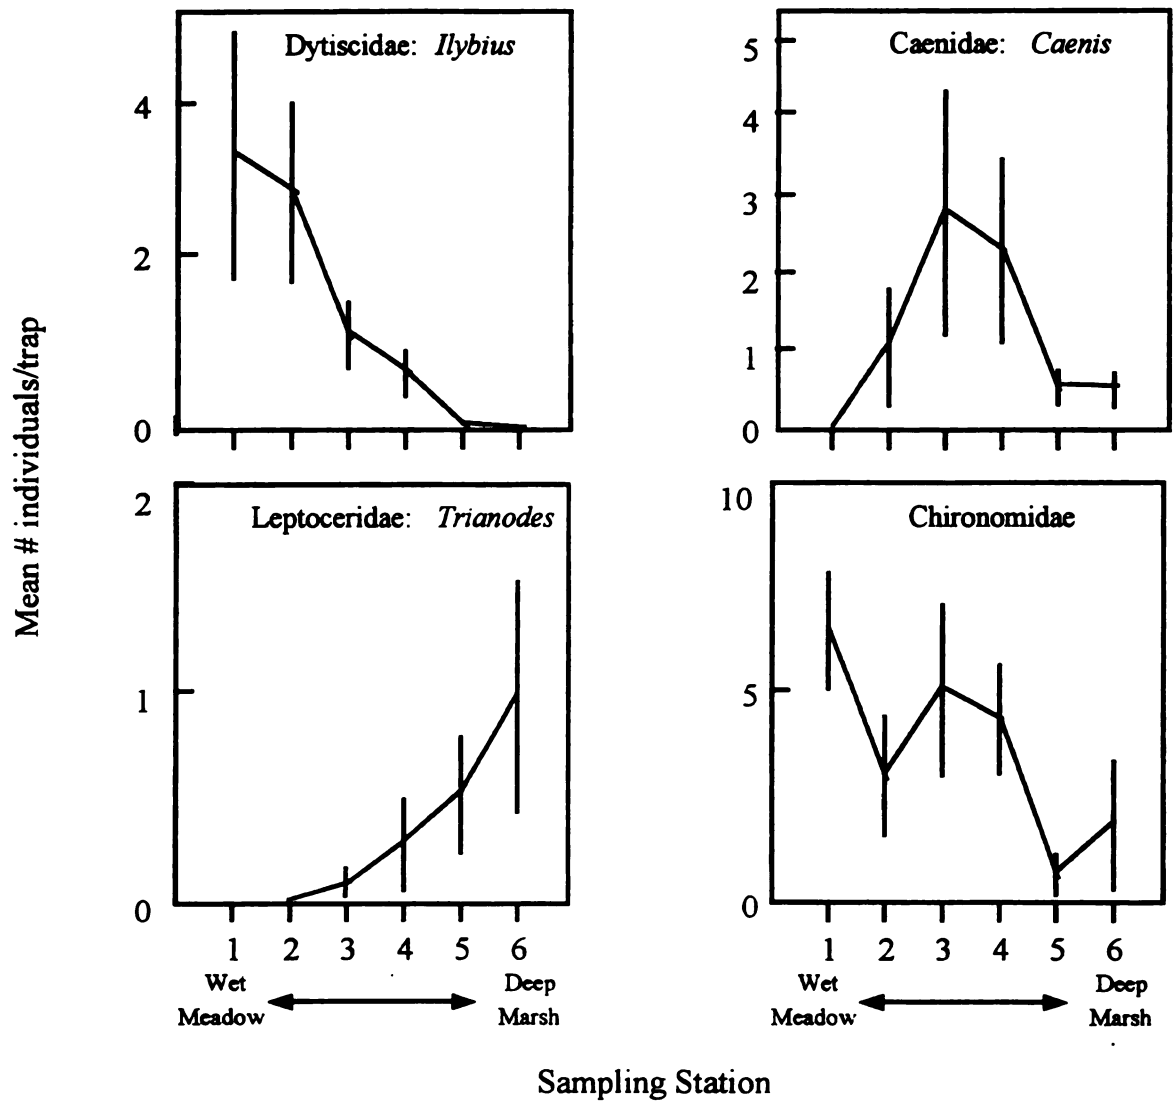 Mean # individuals/trap
Dytiscidae: Ilybius
4
2
0
Caenidae: Caenis
5
4
3
2
1
0
Leptoceridae: Trianodes
2
1
0
1 2 3 4 5 6
Wet Deep
Meadow Marsh
Chironomidae
10
5
0
1 2 3 4 5 6
Wet Deep
Meadow Marsh
Sampling Station